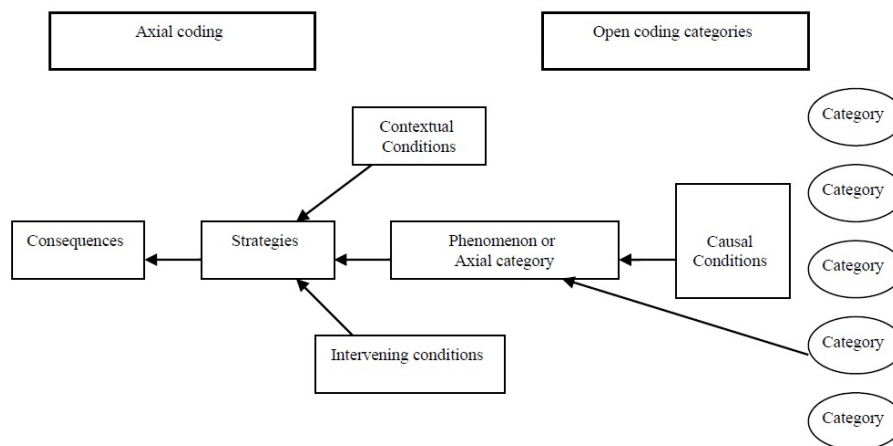 Axial coding
Open coding categories
Category
Contextual
Conditions
Category
Consequences
Strategies
Phenomenon or
Axial category
Causal
Conditions
Category
Category
Intervening conditions
Category